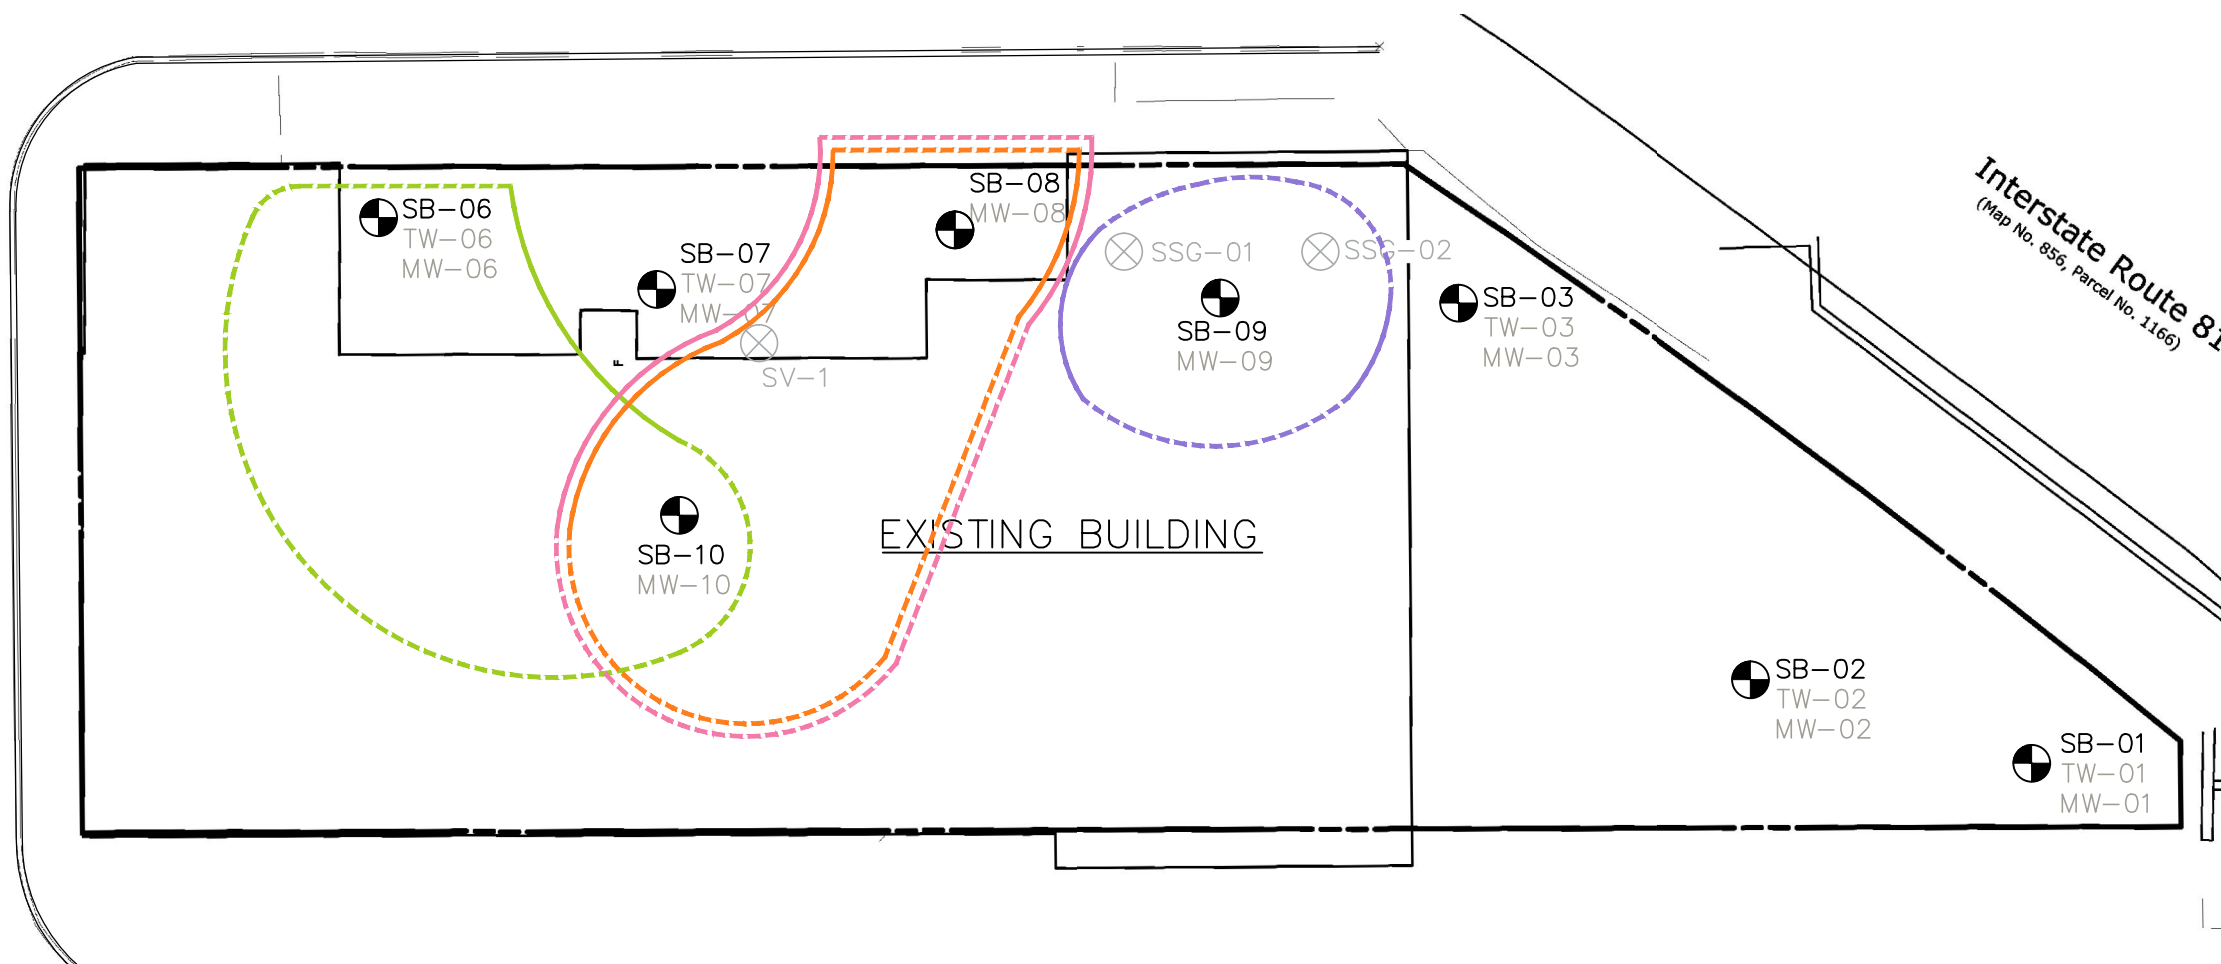 Interstate Route 81
(Map No. 856, Parcel No. 1166)
SB-06
TW-06
MW-06
SB-07
TW-07
MW-07
SV-1
SB-08
MW-08
SSG-01
SSG-02
SB-09
MW-09
SB-03
TW-03
MW-03
F
SB-10
MW-10
EXISTING BUILDING
SB-02
TW-02
MW-02
SB-01
TW-01
MW-01